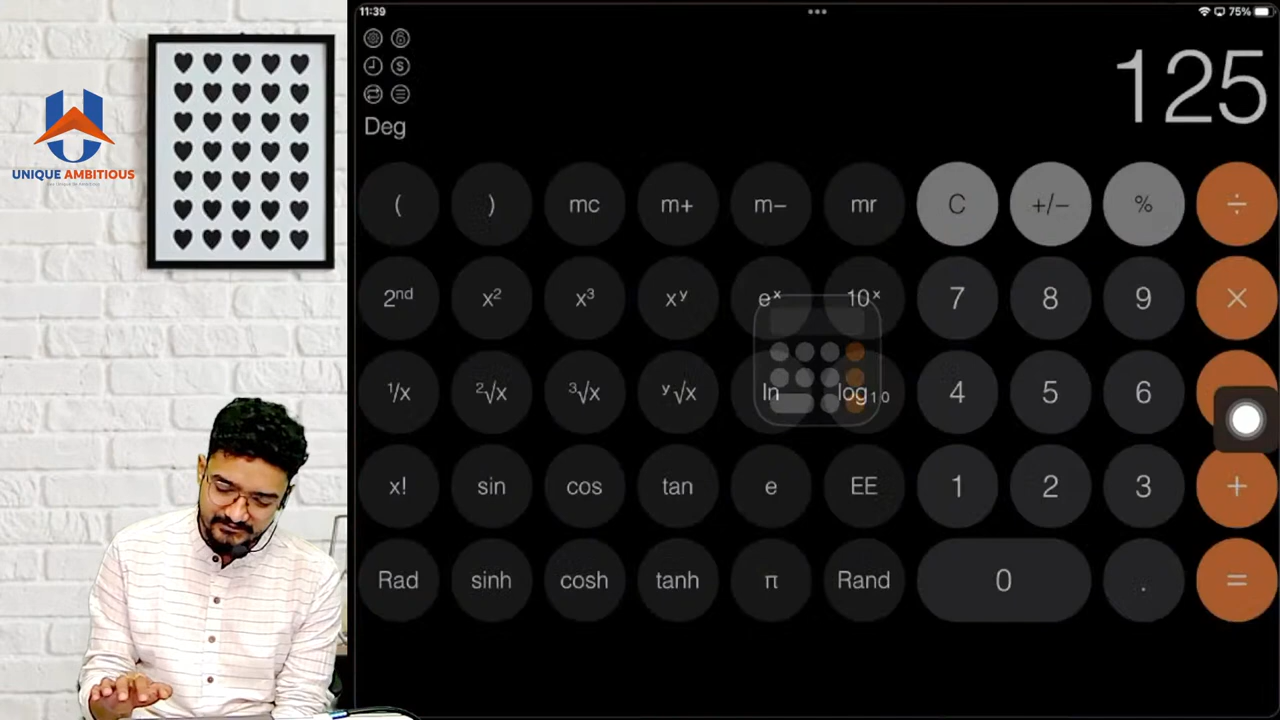 11:39
75%
UNIQUE AMBITIOUS
125
Deg
( ) mc m+ m− mr C +/− % ÷
2nd x² x³ xʸ eˣ 10ˣ 7 8 9 ×
¹/x ²√x ³√x ʸ√x ln log₁₀ 4 5 6
x! sin cos tan e EE 1 2 3 +
Rad sinh cosh tanh π Rand 0 . =